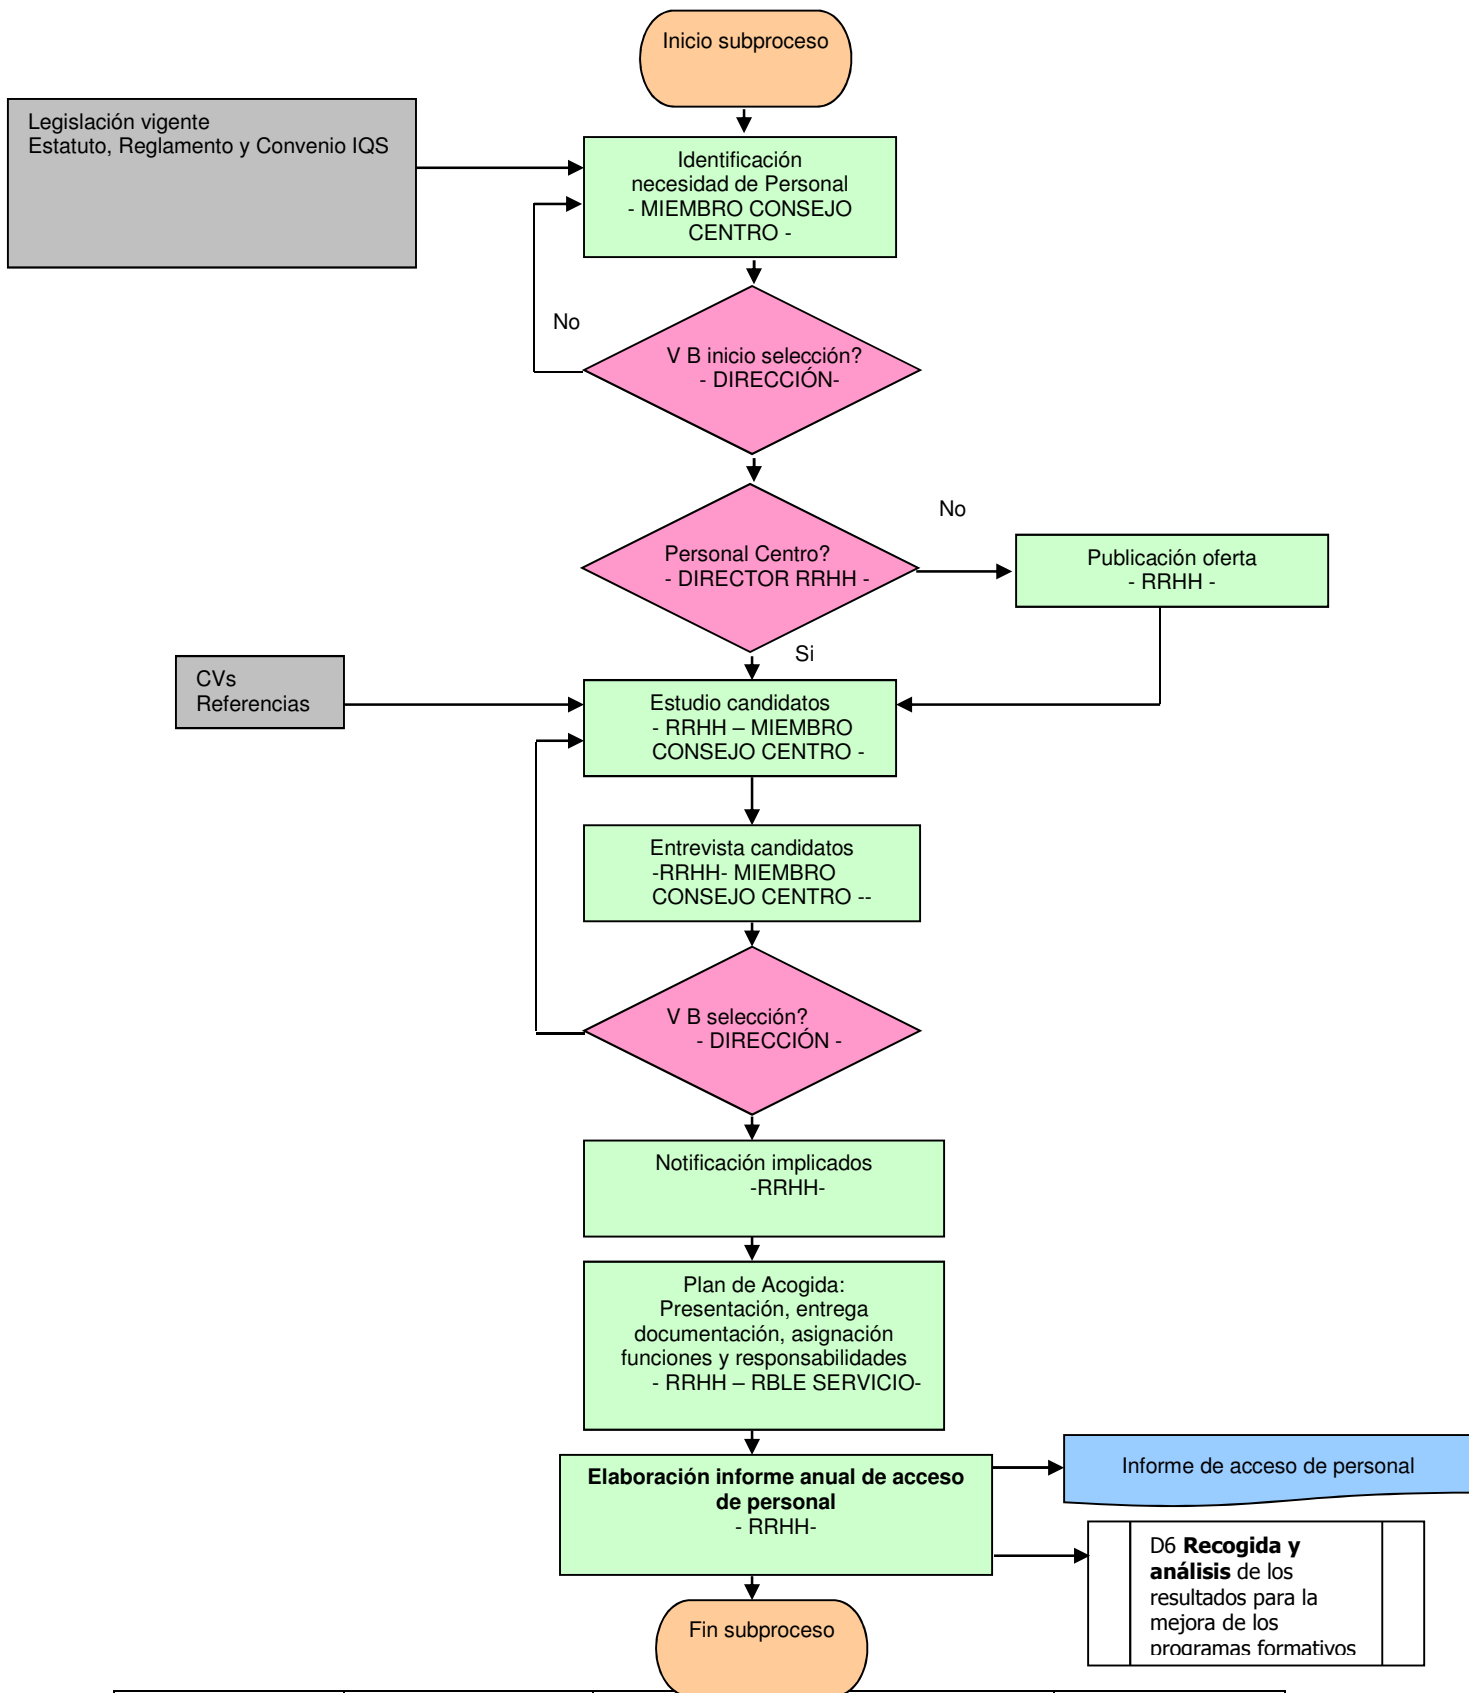 Inicio subproceso
Legislación vigente
Estatuto, Reglamento y Convenio IQS
Identificación
necesidad de Personal
- MIEMBRO CONSEJO
CENTRO -
No
V B inicio selección?
- DIRECCIÓN-
No
Personal Centro?
- DIRECTOR RRHH -
Publicación oferta
- RRHH -
Si
CVs
Referencias
Estudio candidatos
- RRHH – MIEMBRO
CONSEJO CENTRO -
Entrevista candidatos
-RRHH- MIEMBRO
CONSEJO CENTRO --
V B selección?
- DIRECCIÓN -
Notificación implicados
-RRHH-
Plan de Acogida:
Presentación, entrega
documentación, asignación
funciones y responsabilidades
- RRHH – RBLE SERVICIO-
Elaboración informe anual de acceso
de personal
- RRHH-
Informe de acceso de personal
D6 Recogida y
análisis de los
resultados para la
mejora de los
programas formativos
Fin subproceso